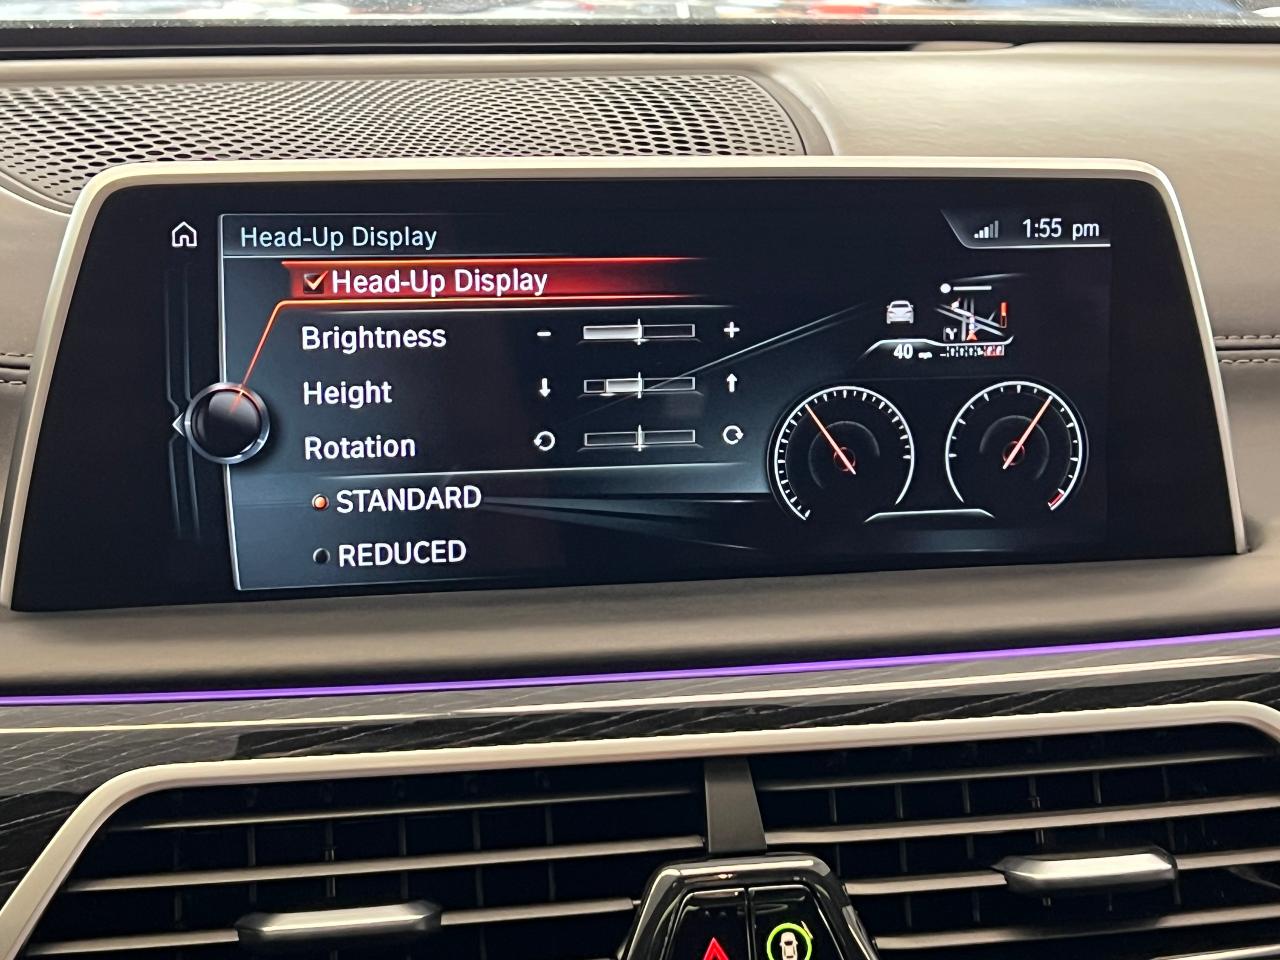 Head-Up Display
1:55 pm
Head-Up Display
Brightness
- +
Height
Rotation
40
STANDARD
REDUCED